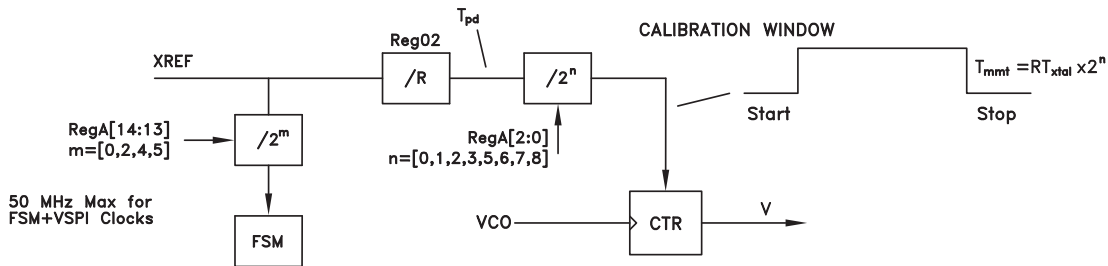 T_pd
CALIBRATION WINDOW
Reg02
XREF
/R
/2^n
T_mmt =RT_xtal x2^n
Start
Stop
RegA[14:13]
m=[0,2,4,5]
/2^m
RegA[2:0]
n=[0,1,2,3,5,6,7,8]
50 MHz Max for
FSM+VSPI Clocks
FSM
VCO
CTR
V